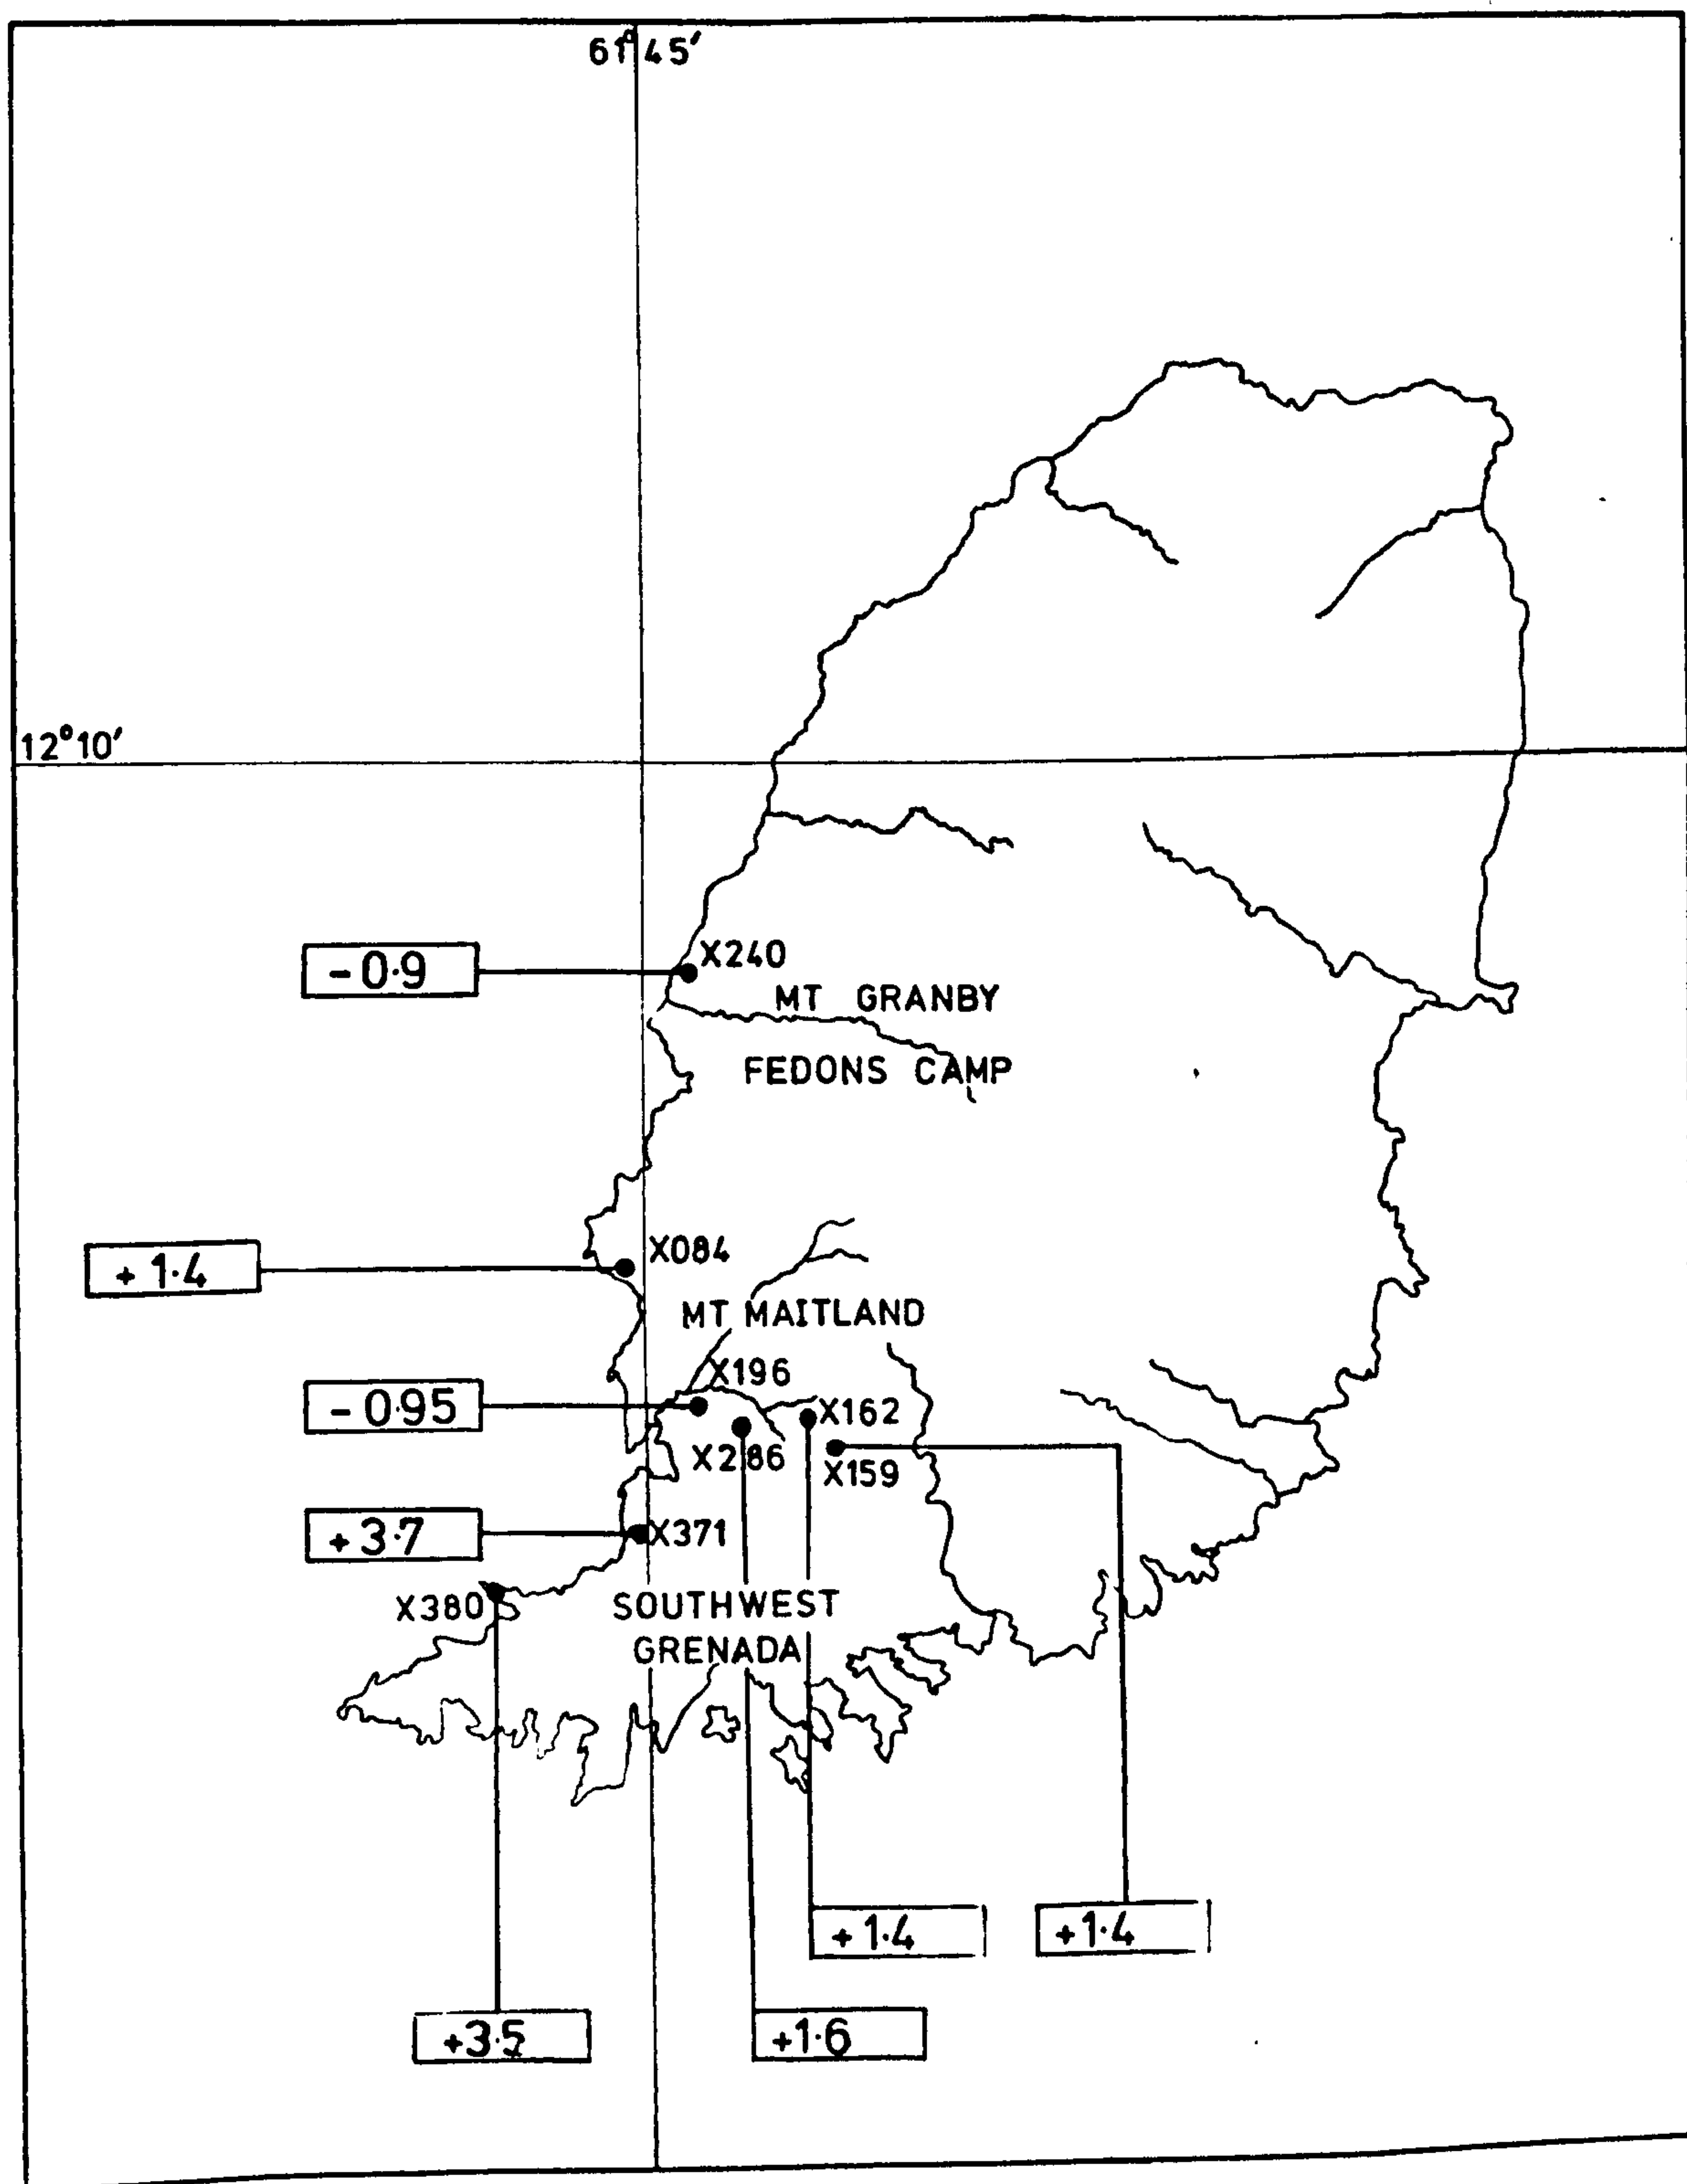 61°45′
12°10′
-0·9
X240
MT GRANBY
FEDONS CAMP
+1·4
X084
MT MAITLAND
X196
-0·95
X162
X286
X159
+3·7
X371
X380
SOUTHWEST
GRENADA
+1·4
+1·4
+3·5
+1·6